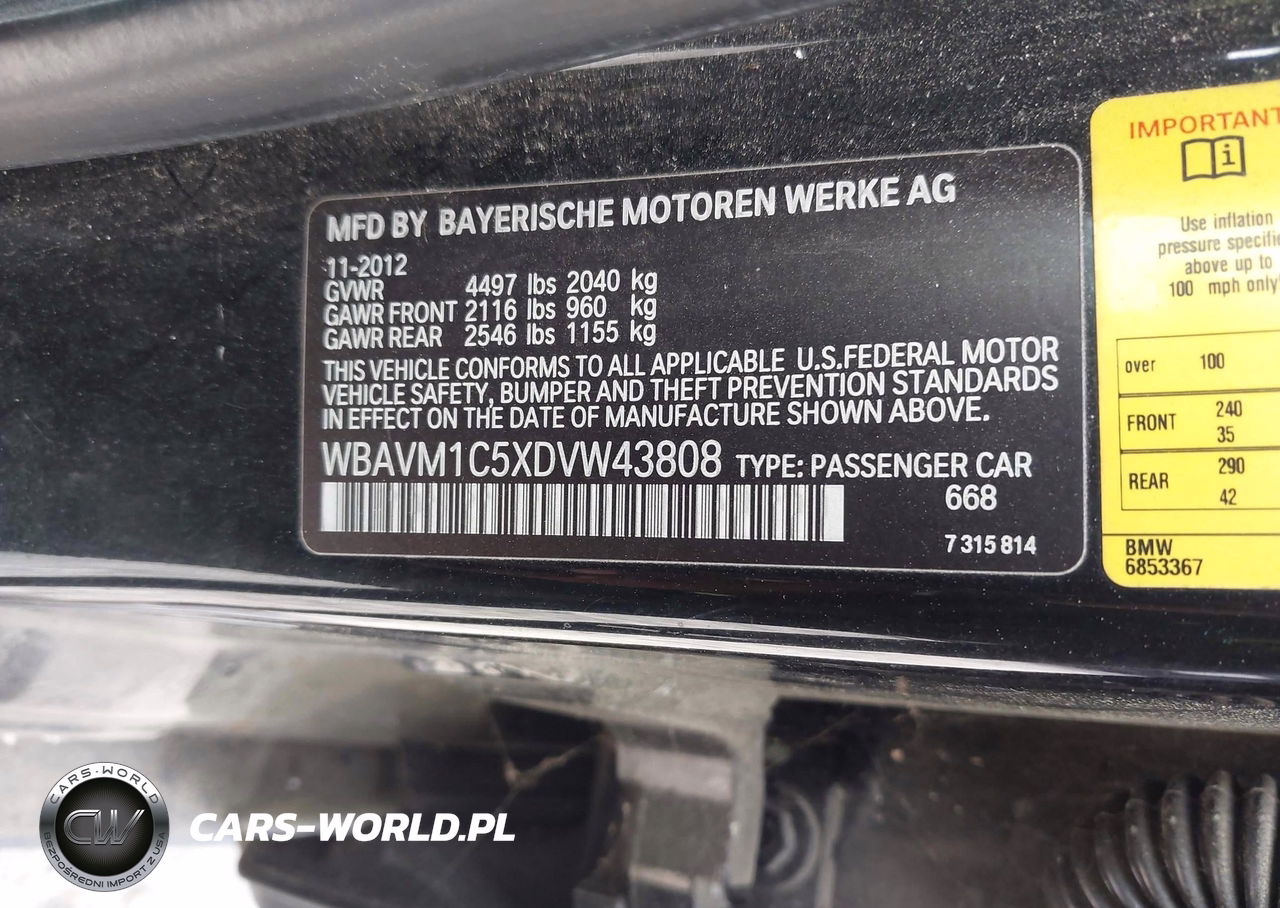 MFD BY BAYERISCHE MOTOREN WERKE AG
11-2012
GVWR 4497 lbs 2040 kg
GAWR FRONT 2116 lbs 960 kg
GAWR REAR 2546 lbs 1155 kg
THIS VEHICLE CONFORMS TO ALL APPLICABLE U.S.FEDERAL MOTOR
VEHICLE SAFETY, BUMPER AND THEFT PREVENTION STANDARDS
IN EFFECT ON THE DATE OF MANUFACTURE SHOWN ABOVE.
WBAVM1C5XDVW43808 TYPE: PASSENGER CAR
668
7 315 814
IMPORTANT
Use inflation
pressure specifie
above up to
100 mph only!
over 100
FRONT 240
35
REAR 290
42
BMW
6853367
CARS-WORLD
CW
BEZPOŚREDNI IMPORT Z USA
CARS-WORLD.PL